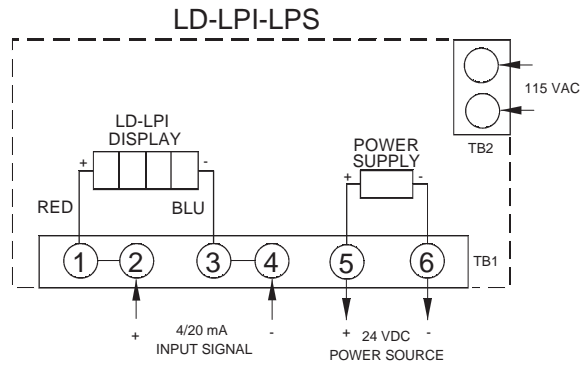 LD-LPI-LPS
115 VAC
TB2
LD-LPI
DISPLAY
+ -
POWER
SUPPLY
+ -
RED BLU
1 2 3 4 5 6
TB1
+ 4/20 mA -
INPUT SIGNAL
+ 24 VDC -
POWER SOURCE